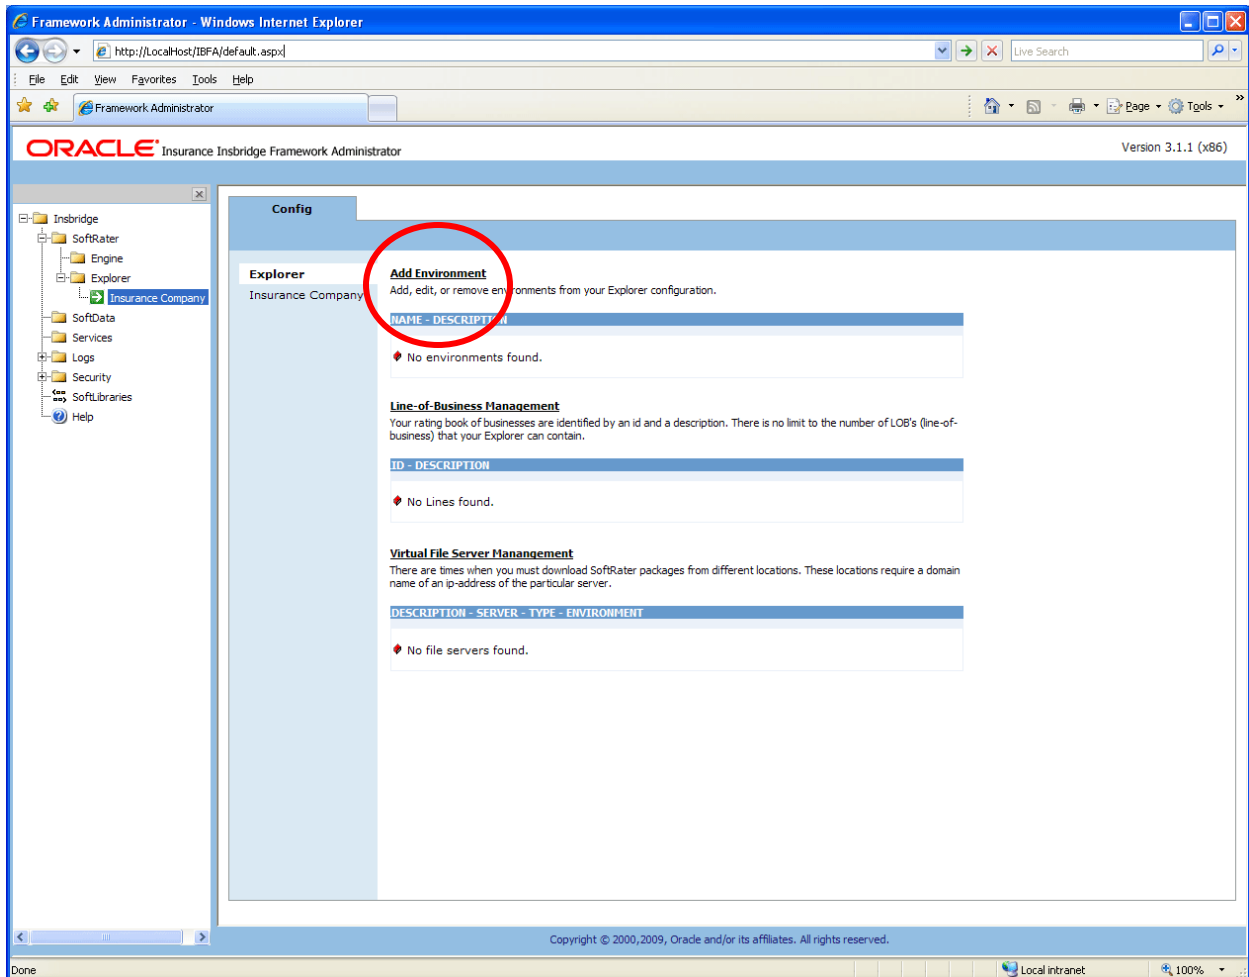 Framework Administrator - Windows Internet Explorer
http://LocalHost/IBFA/default.aspx
Live Search
File Edit View Favorites Tools Help
Framework Administrator
Page Tools
ORACLE Insurance Insbridge Framework Administrator
Version 3.1.1 (x86)
Insbridge
SoftRater
Engine
Explorer
Insurance Company
SoftData
Services
Logs
Security
SoftLibraries
Help
Config
Explorer
Insurance Company
Add Environment
Add, edit, or remove environments from your Explorer configuration.
NAME - DESCRIPTION
No environments found.
Line-of-Business Management
Your rating book of businesses are identified by an id and a description. There is no limit to the number of LOB's (line-of-
business) that your Explorer can contain.
ID - DESCRIPTION
No Lines found.
Virtual File Server Manangement
There are times when you must download SoftRater packages from different locations. These locations require a domain
name of an ip-address of the particular server.
DESCRIPTION - SERVER - TYPE - ENVIRONMENT
No file servers found.
Copyright © 2000,2009, Oracle and/or its affiliates. All rights reserved.
Done
Local intranet
100%